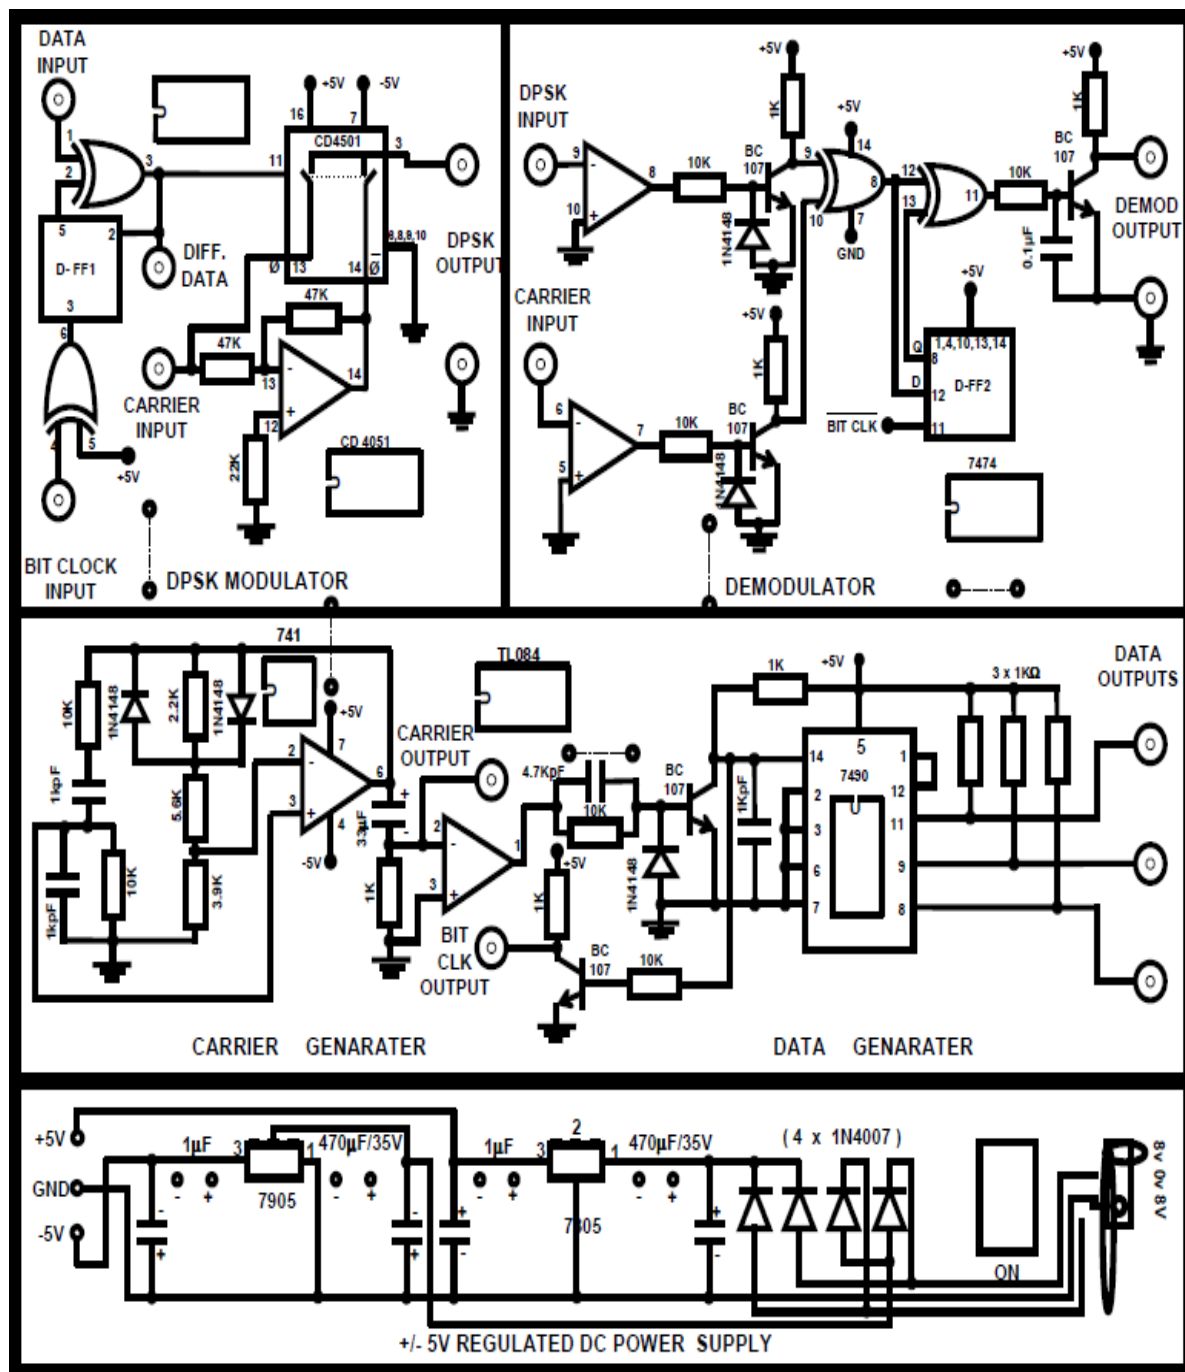 DATA
INPUT
1
2
3
5
2
D- FF1
3
6
4
5
+5V
BIT CLOCK
INPUT
DIFF.
DATA
+5V
-5V
16
7
CD4501
11
3
6,8,9,10
Ø
13
14
Ø
DPSK
OUTPUT
47K
47K
CARRIER
INPUT
13
-
14
12
+
22K
CD 4051
DPSK MODULATOR
DPSK
INPUT
9
-
8
10
+
10K
BC
107
1N4148
+5V
1K
+5V
9
14
8
10
7
GND
12
13
11
10K
0.1µF
+5V
1K
BC
107
DEMOD
OUTPUT
CARRIER
INPUT
6
-
7
5
+
10K
BC
107
1N4148
+5V
1K
+5V
1,4,10,13,14
Q
8
D-FF2
D
12
BIT CLK
11
7474
DEMODULATOR
741
10K
1N4148
2.2K
1N4148
1kpF
5.6K
1kpF
10K
3.9K
+5V
2
-
7
6
3
+
4
-5V
+
33µF
-
1K
CARRIER
OUTPUT
TL084
2
-
1
3
+
4.7KpF
10K
BC
107
1N4148
+5V
1K
BIT
CLK
OUTPUT
BC
107
10K
1K
+5V
1KpF
14
5
1
7490
2
12
U
11
3
6
9
7
8
3 x 1KΩ
DATA
OUTPUTS
CARRIER GENARATER
DATA GENARATER
+5V
GND
-5V
1µF
3
1
470µF/35V
- +
7905
- +
-
+
-
+
1µF
2
3
1
470µF/35V
- +
7805
- +
+
-
+
-
( 4 x 1N4007 )
ON
8v 0v 8V
+/- 5V REGULATED DC POWER SUPPLY